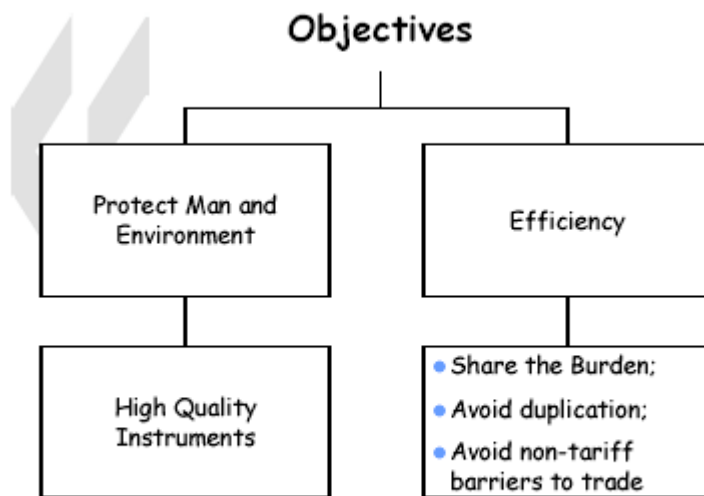 Objectives
Protect Man and
Environment
Efficiency
High Quality
Instruments
Share the Burden;
Avoid duplication;
Avoid non-tariff
barriers to trade